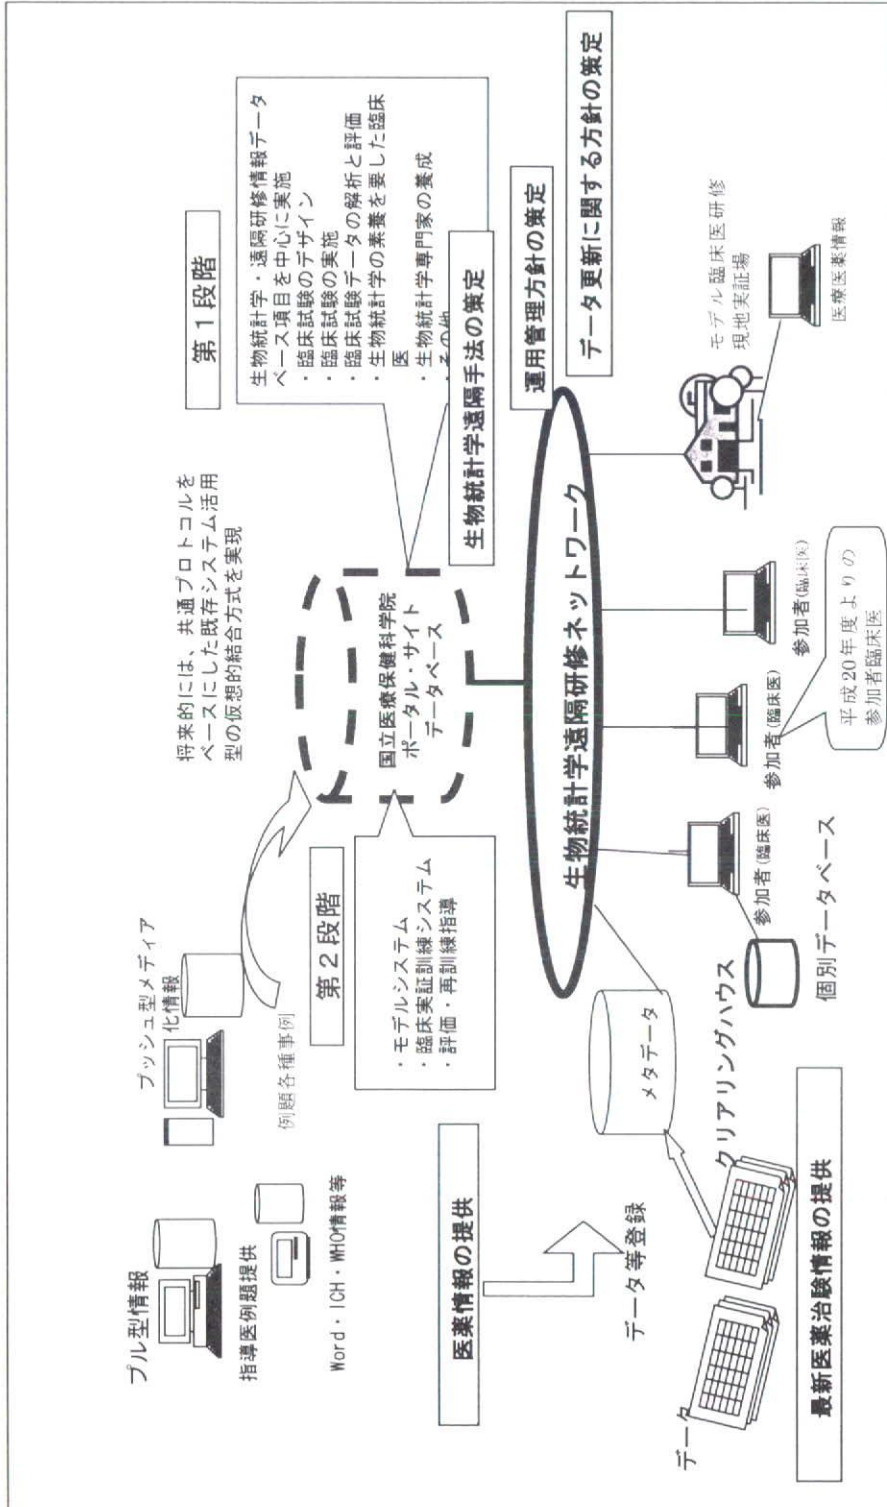 プル型情報
指導医例題提供
Word・ICH・WHO情報等
プッシュ型メディア
化情報
例題各種事例
将来的には、共通プロトコルを
ベースにした既存システム活用
型の仮想的結合方式を実現
第1段階
生物統計学・遠隔研修情報データ
ベース項目を中心に実施
・臨床試験のデザイン
・臨床試験の実施
・臨床試験データの解析と評価
・生物統計学の素養を要した臨床
医
・生物統計学専門家の養成
・その他
第2段階
・モデルシステム
・臨床実証訓練システム
・評価・再訓練指導
国立医療保健科学院
ポータル・サイト
データベース
生物統計学遠隔手法の策定
医薬情報の提供
運用管理方針の策定
データ更新に関する方針の策定
生物統計学遠隔研修ネットワーク
データ等登録
メタデータ
クリアリングハウス
データ
最新医薬治験情報の提供
個別データベース
参加者(臨床医)
参加者(臨床医)
参加者(臨床医)
平成20年度よりの
参加者臨床医
モデル臨床医研修
現地実証場
医療医薬情報